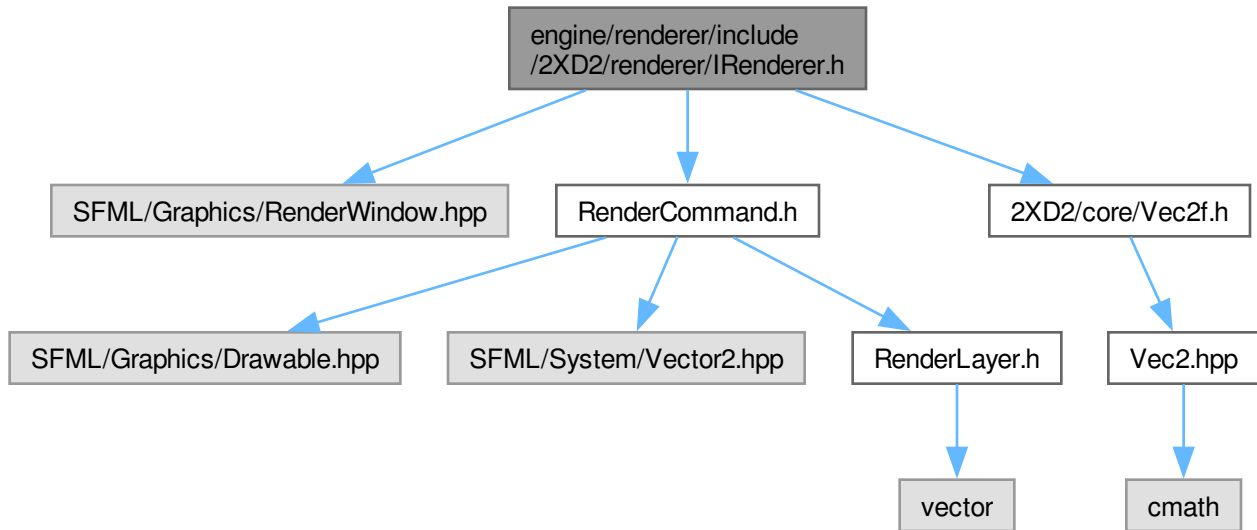 engine/renderer/include
/2XD2/renderer/IRenderer.h
SFML/Graphics/RenderWindow.hpp
RenderCommand.h
2XD2/core/Vec2f.h
SFML/Graphics/Drawable.hpp
SFML/System/Vector2.hpp
RenderLayer.h
Vec2.hpp
vector
cmath